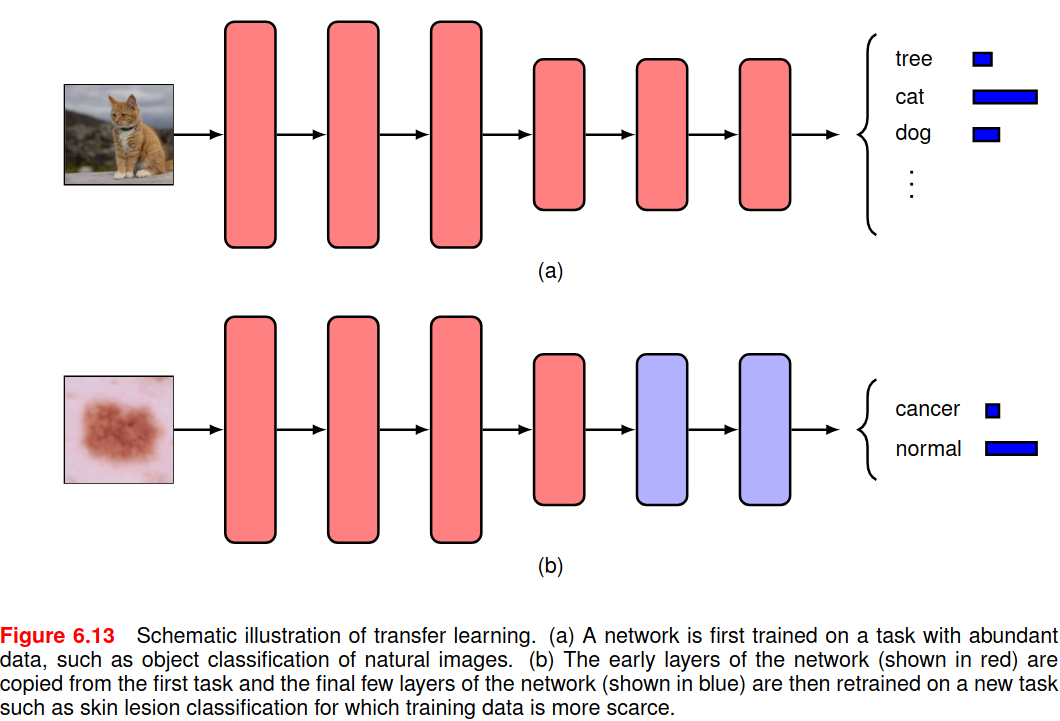 tree
cat
dog
⋮
(a)
cancer
normal
(b)
Figure 6.13 Schematic illustration of transfer learning. (a) A network is first trained on a task with abundant
data, such as object classification of natural images. (b) The early layers of the network (shown in red) are
copied from the first task and the final few layers of the network (shown in blue) are then retrained on a new task
such as skin lesion classification for which training data is more scarce.